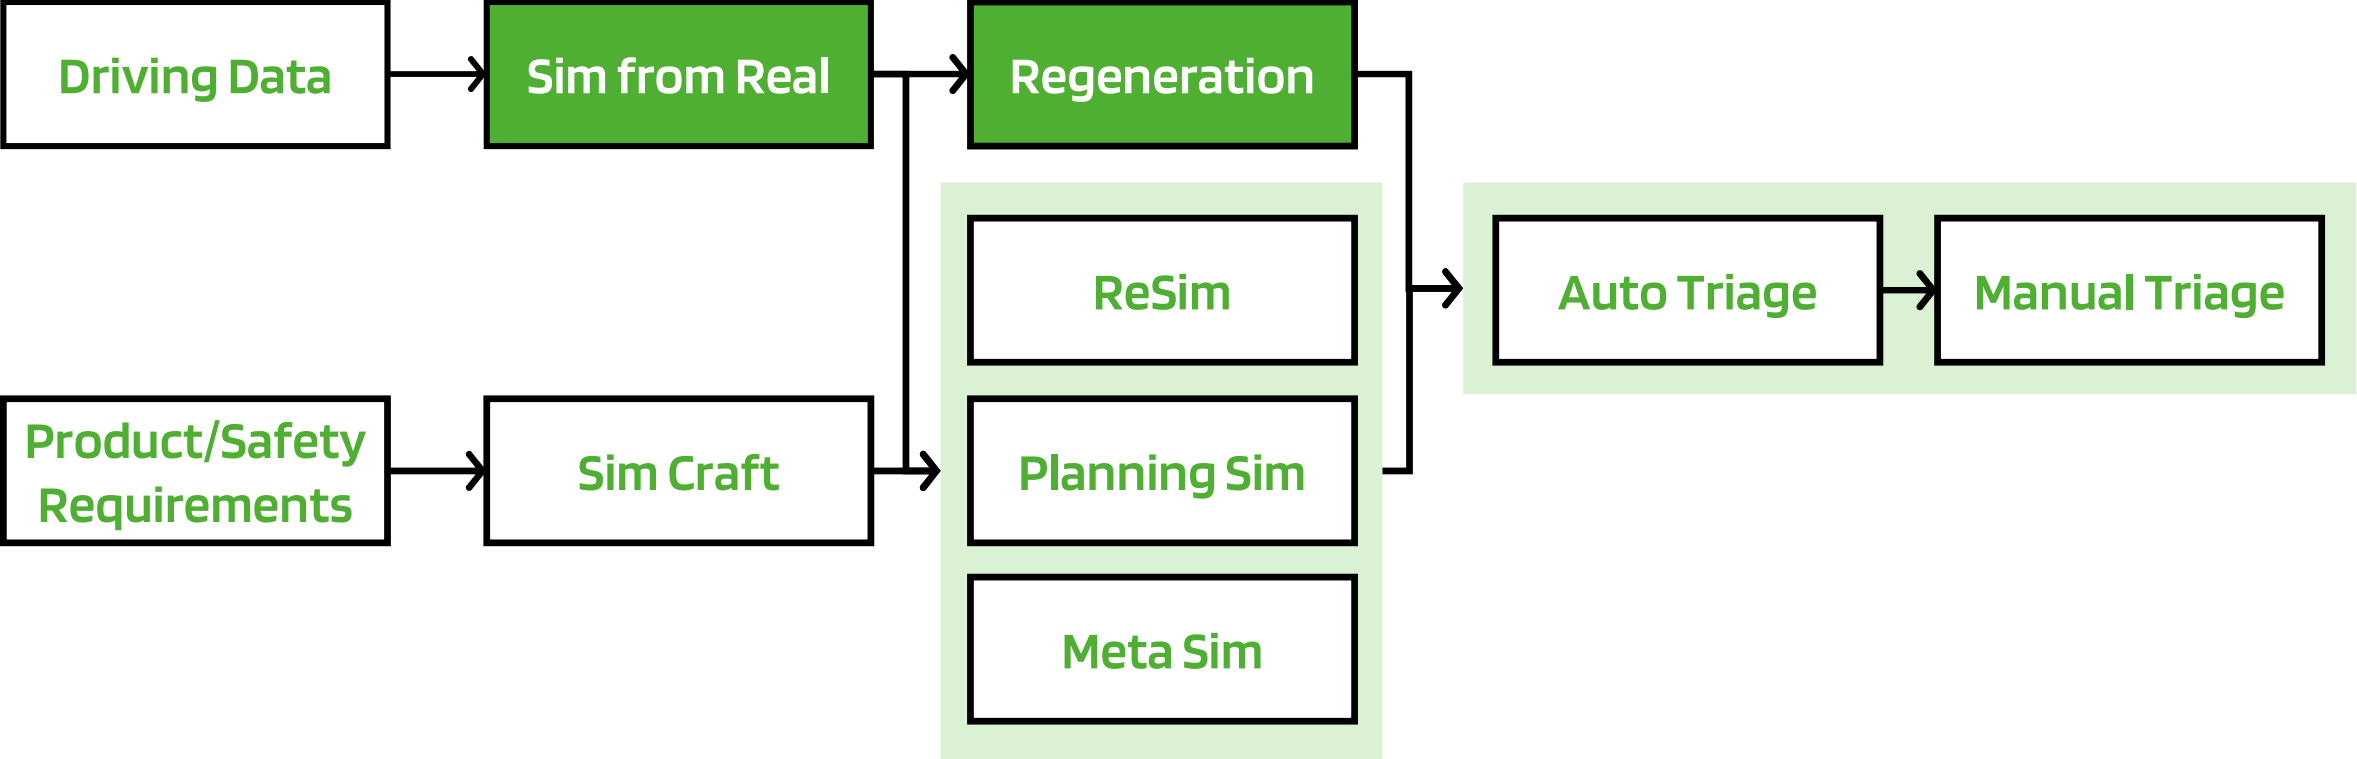 Driving Data
Sim from Real
Regeneration
ReSim
Auto Triage
Manual Triage
Product/Safety
Requirements
Sim Craft
Planning Sim
Meta Sim